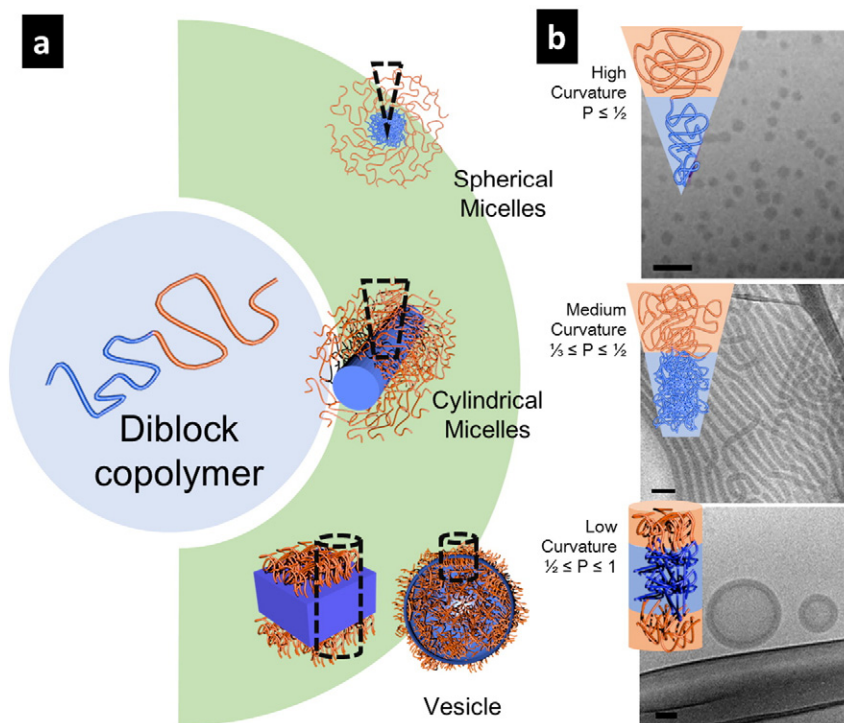 a
Spherical
Micelles
Diblock
copolymer
Cylindrical
Micelles
Vesicle
b
High
Curvature
P ≤ ½
Medium
Curvature
⅓ ≤ P ≤ ½
Low
Curvature
½ ≤ P ≤ 1